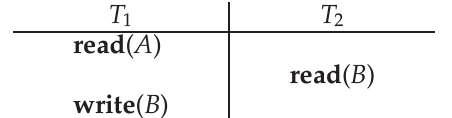 T₁ T₂
read(A)
read(B)
write(B)